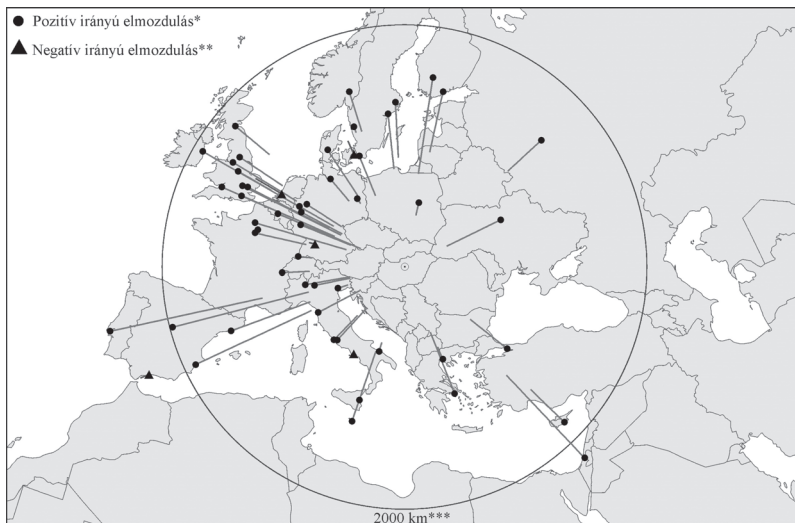 Pozitív irányú elmozdulás*
Negatív irányú elmozdulás**
2000 km***